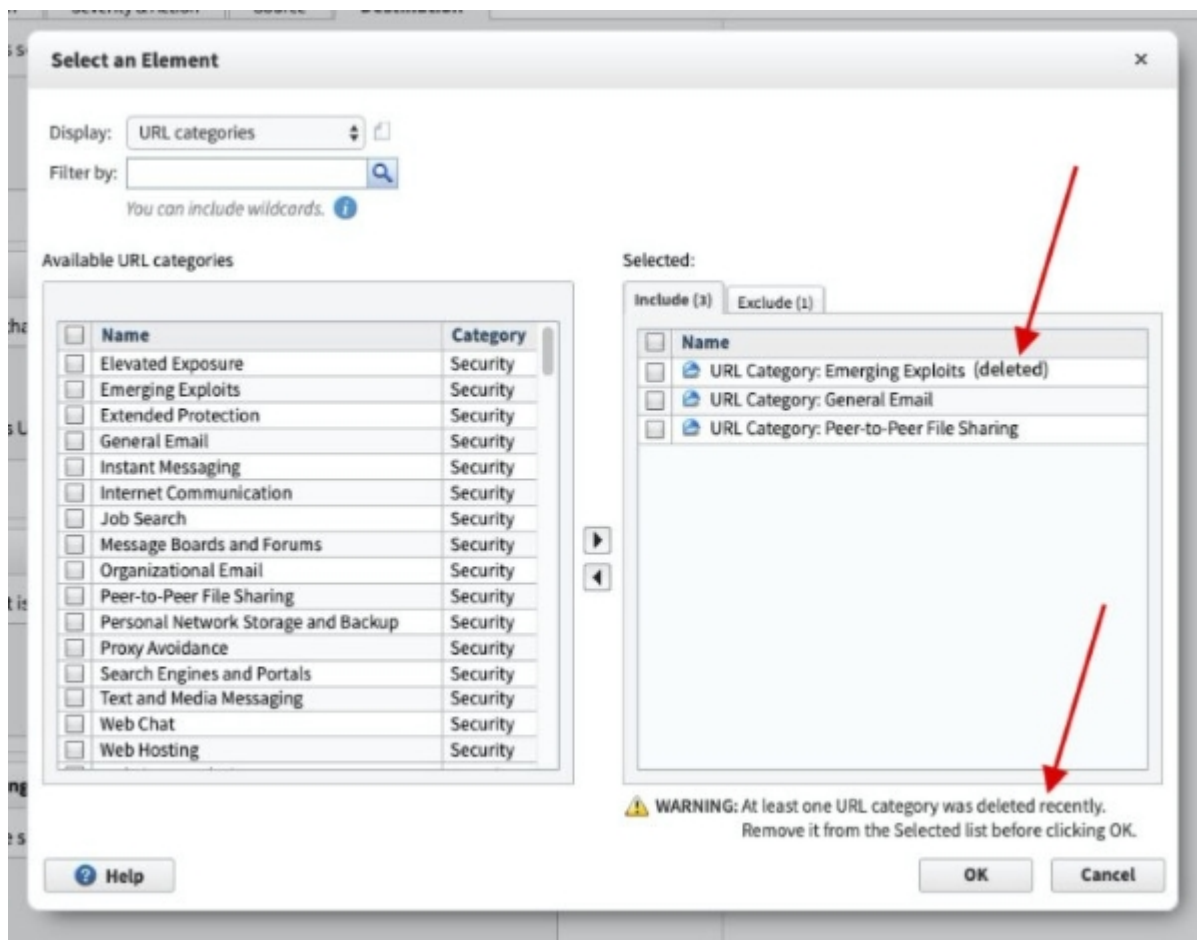 Severity & Action
Source
Destination
Select an Element
×
Display: URL categories
Filter by:
You can include wildcards. i
Available URL categories
Name Category
Elevated Exposure Security
Emerging Exploits Security
Extended Protection Security
General Email Security
Instant Messaging Security
Internet Communication Security
Job Search Security
Message Boards and Forums Security
Organizational Email Security
Peer-to-Peer File Sharing Security
Personal Network Storage and Backup Security
Proxy Avoidance Security
Search Engines and Portals Security
Text and Media Messaging Security
Web Chat Security
Web Hosting Security
Selected:
Include (3) Exclude (1)
Name
URL Category: Emerging Exploits (deleted)
URL Category: General Email
URL Category: Peer-to-Peer File Sharing
WARNING: At least one URL category was deleted recently.
Remove it from the Selected list before clicking OK.
? Help
OK
Cancel